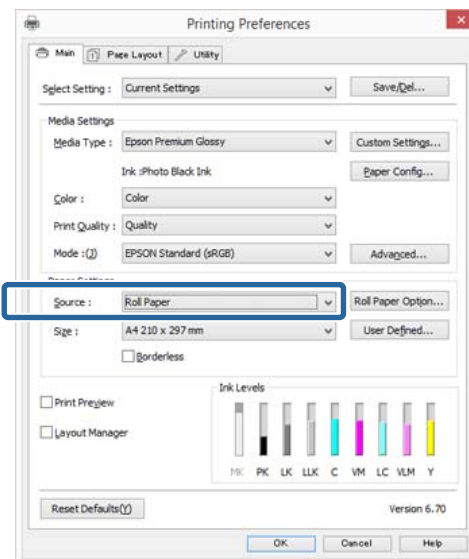 Printing Preferences
Main Page Layout Utility
Select Setting : Current Settings Save/Del...
Media Settings
Media Type : Epson Premium Glossy Custom Settings...
Ink :Photo Black Ink Paper Config...
Color : Color
Print Quality : Quality
Mode :(J) EPSON Standard (sRGB) Advanced...
Paper Settings
Source : Roll Paper Roll Paper Option...
Size : A4 210 x 297 mm User Defined...
Borderless
Ink Levels
Print Preview
Layout Manager
MK PK LK LLK C VM LC VLM Y
Reset Defaults(Y) Version 6.70
OK Cancel Help